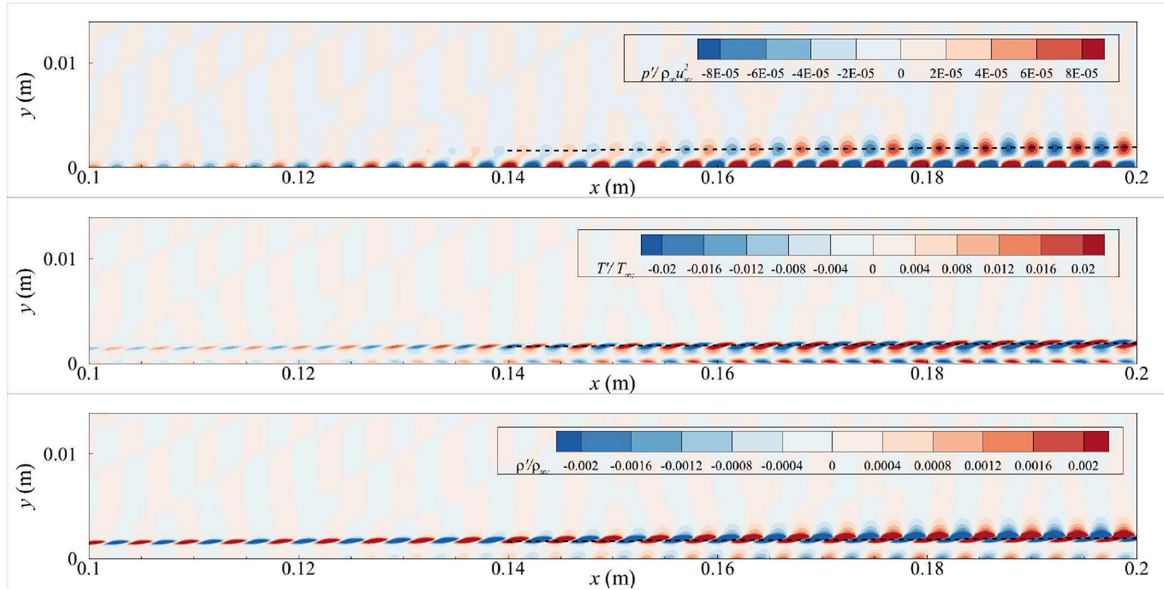 0.01
y (m)
0
p′/ρ∞u²∞
-8E-05 -6E-05 -4E-05 -2E-05 0 2E-05 4E-05 6E-05 8E-05
0.1 0.12 0.14 0.16 0.18 0.2
x (m)
0.01
y (m)
0
T′/T∞
-0.02 -0.016 -0.012 -0.008 -0.004 0 0.004 0.008 0.012 0.016 0.02
0.1 0.12 0.14 0.16 0.18 0.2
x (m)
0.01
y (m)
0
ρ′/ρ∞
-0.002 -0.0016 -0.0012 -0.0008 -0.0004 0 0.0004 0.0008 0.0012 0.0016 0.002
0.1 0.12 0.14 0.16 0.18 0.2
x (m)